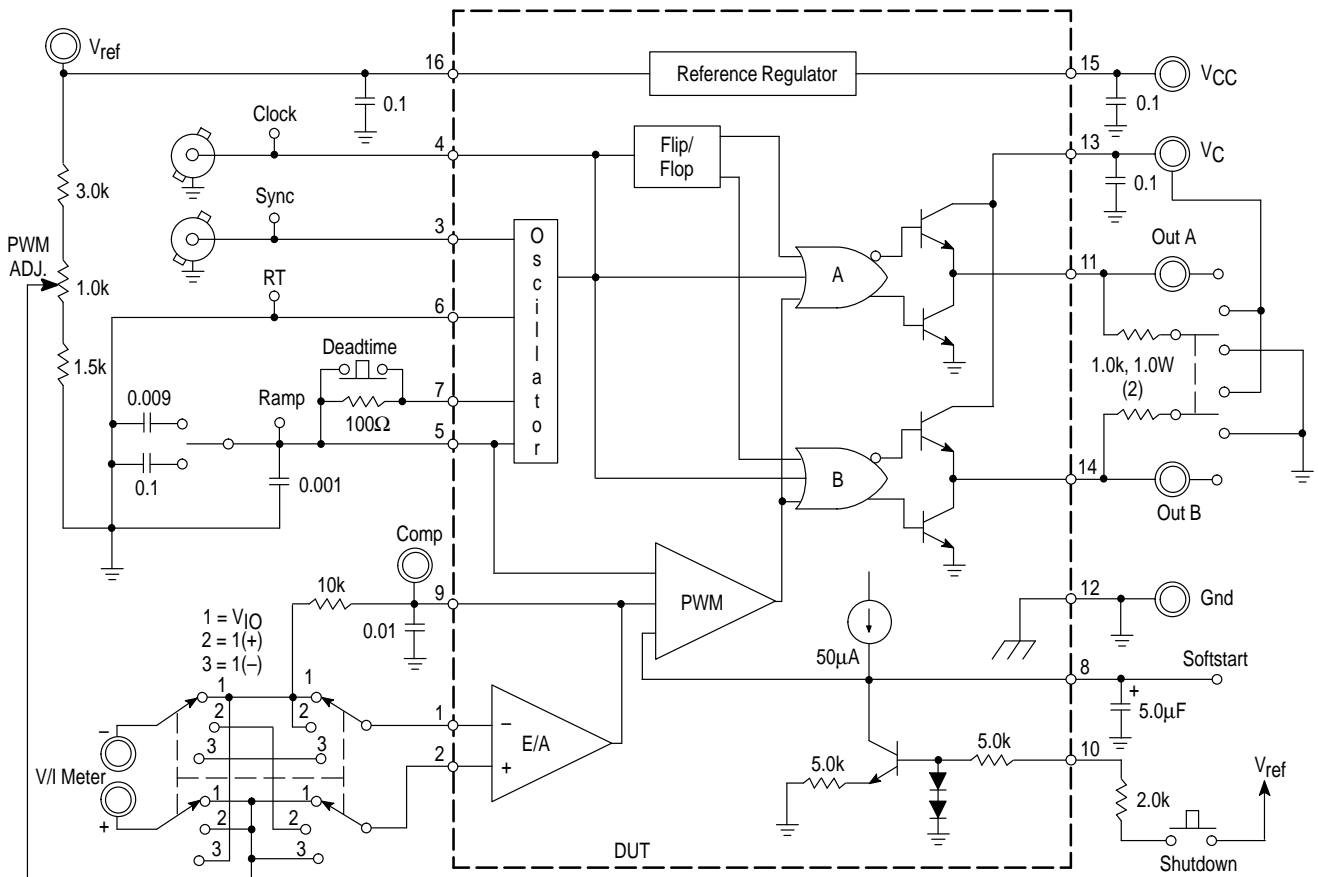 Vref
16
Reference Regulator
15
VCC
0.1
0.1
Clock
4
Flip/
Flop
13
VC
0.1
3.0k
Sync
3
Oscillator
PWM
ADJ.
1.0k
RT
6
A
11
Out A
1.5k
Deadtime
7
100Ω
1.0k, 1.0W
(2)
0.009
Ramp
5
0.1
0.001
B
14
Out B
Comp
10k
9
0.01
PWM
12
Gnd
1 = VIO
2 = 1(+)
3 = 1(–)
50µA
8
Softstart
+
5.0µF
1
1
2
2
3
3
–
V/I Meter
+
1
1
2
2
3
3
1
–
E/A
2
+
5.0k
5.0k
10
Vref
2.0k
Shutdown
DUT